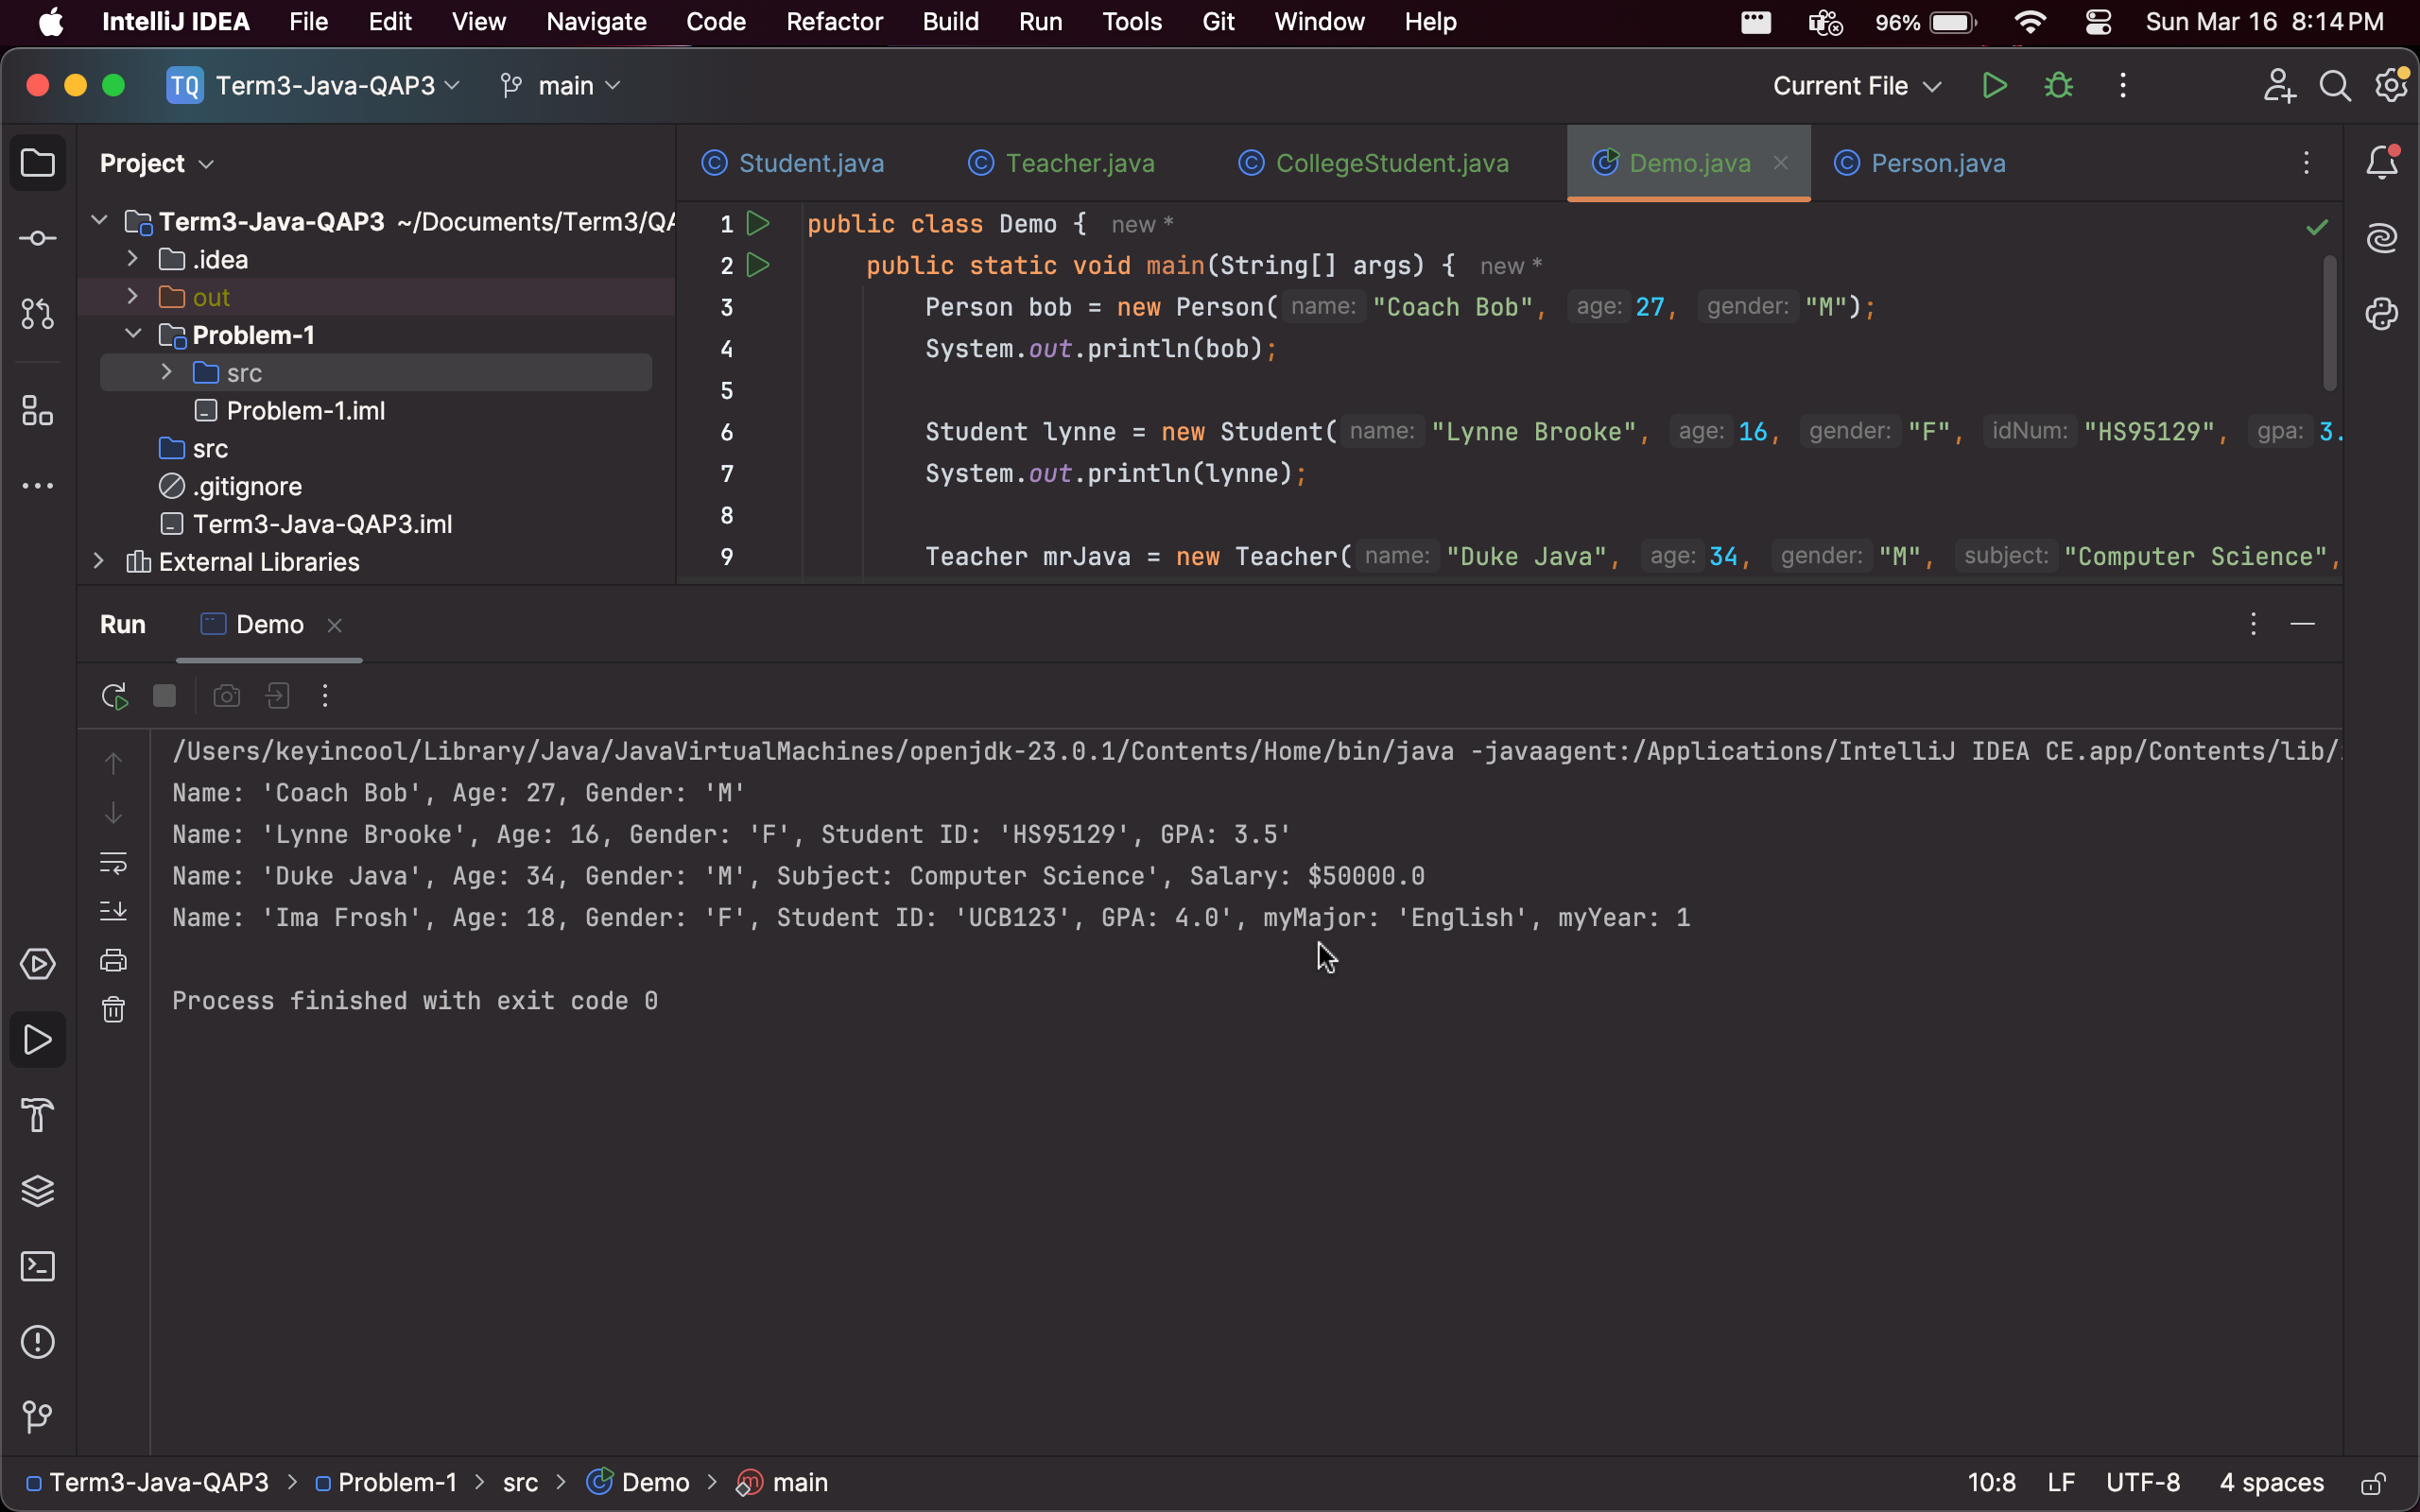 IntelliJ IDEA File Edit View Navigate Code Refactor Build Run Tools Git Window Help 96% Sun Mar 16 8:14 PM
TQ Term3-Java-QAP3 main Current File
Project
Student.java Teacher.java CollegeStudent.java Demo.java Person.java
Term3-Java-QAP3 ~/Documents/Term3/QA
.idea
out
Problem-1
src
Problem-1.iml
src
.gitignore
Term3-Java-QAP3.iml
External Libraries
1 public class Demo { new *
2 public static void main(String[] args) { new *
3 Person bob = new Person( name: "Coach Bob", age: 27, gender: "M");
4 System.out.println(bob);
5
6 Student lynne = new Student( name: "Lynne Brooke", age: 16, gender: "F", idNum: "HS95129", gpa: 3.
7 System.out.println(lynne);
8
9 Teacher mrJava = new Teacher( name: "Duke Java", age: 34, gender: "M", subject: "Computer Science",
Run Demo
/Users/keyincool/Library/Java/JavaVirtualMachines/openjdk-23.0.1/Contents/Home/bin/java -javaagent:/Applications/IntelliJ IDEA CE.app/Contents/lib/
Name: 'Coach Bob', Age: 27, Gender: 'M'
Name: 'Lynne Brooke', Age: 16, Gender: 'F', Student ID: 'HS95129', GPA: 3.5'
Name: 'Duke Java', Age: 34, Gender: 'M', Subject: Computer Science', Salary: $50000.0
Name: 'Ima Frosh', Age: 18, Gender: 'F', Student ID: 'UCB123', GPA: 4.0', myMajor: 'English', myYear: 1
Process finished with exit code 0
Term3-Java-QAP3 > Problem-1 > src > Demo > main 10:8 LF UTF-8 4 spaces